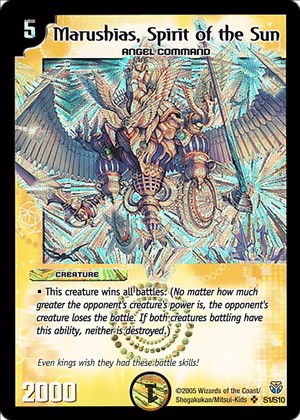 5
Marushias, Spirit of the Sun
ANGEL COMMAND
CREATURE
▪ This creature wins all battles. (No matter how much
greater the opponent's creature's power is, the opponent's
creature loses the battle. If both creatures battling have
this ability, neither is destroyed.)
Even kings wish they had these battle skills!
2000
1
©2005 Wizards of the Coast/
Shogakukan/Mitsui-Kids S1/S10